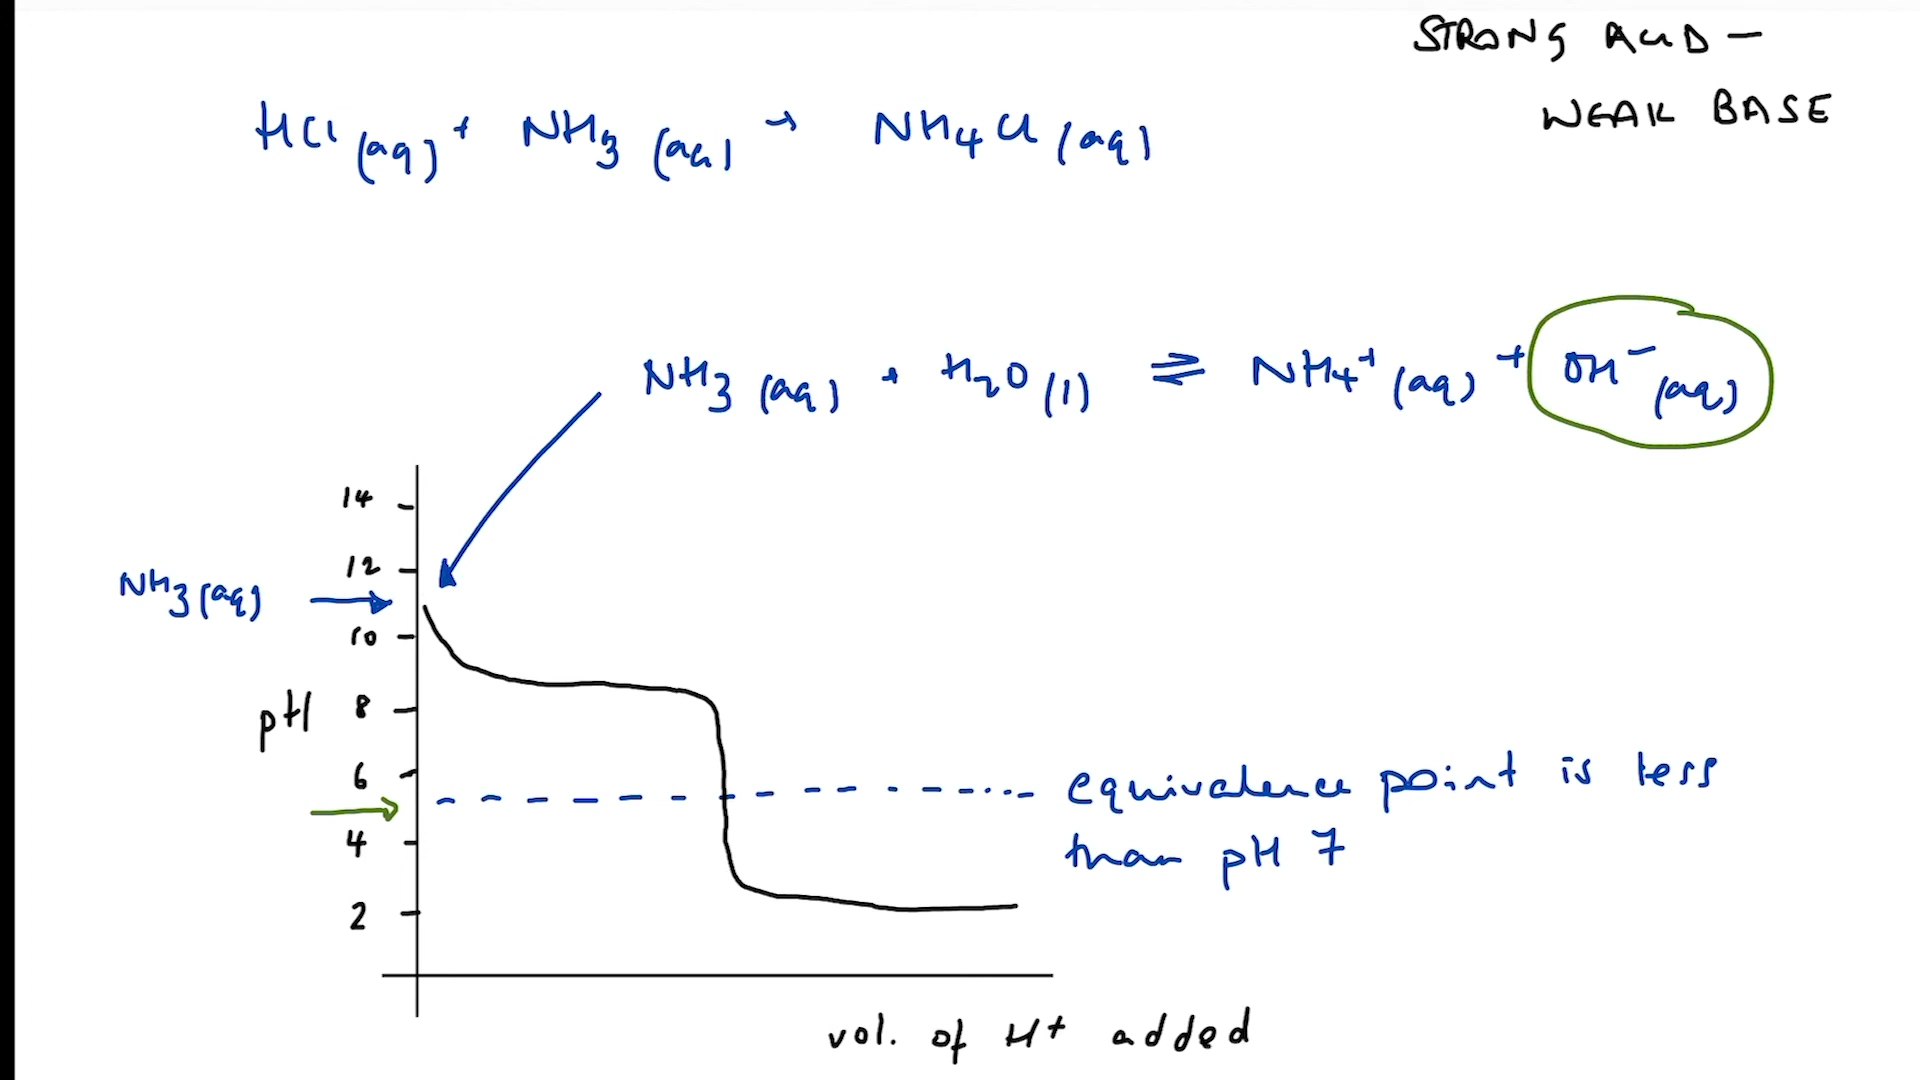 STRONG ACID –
WEAK BASE
HCl (aq) + NH3 (aq) → NH4Cl (aq)
NH3 (aq) + H2O (l) ⇌ NH4+ (aq) + OH– (aq)
14
12
NH3 (aq)
10
pH
8
6
equivalence point is less
than pH 7
4
2
vol. of H+ added